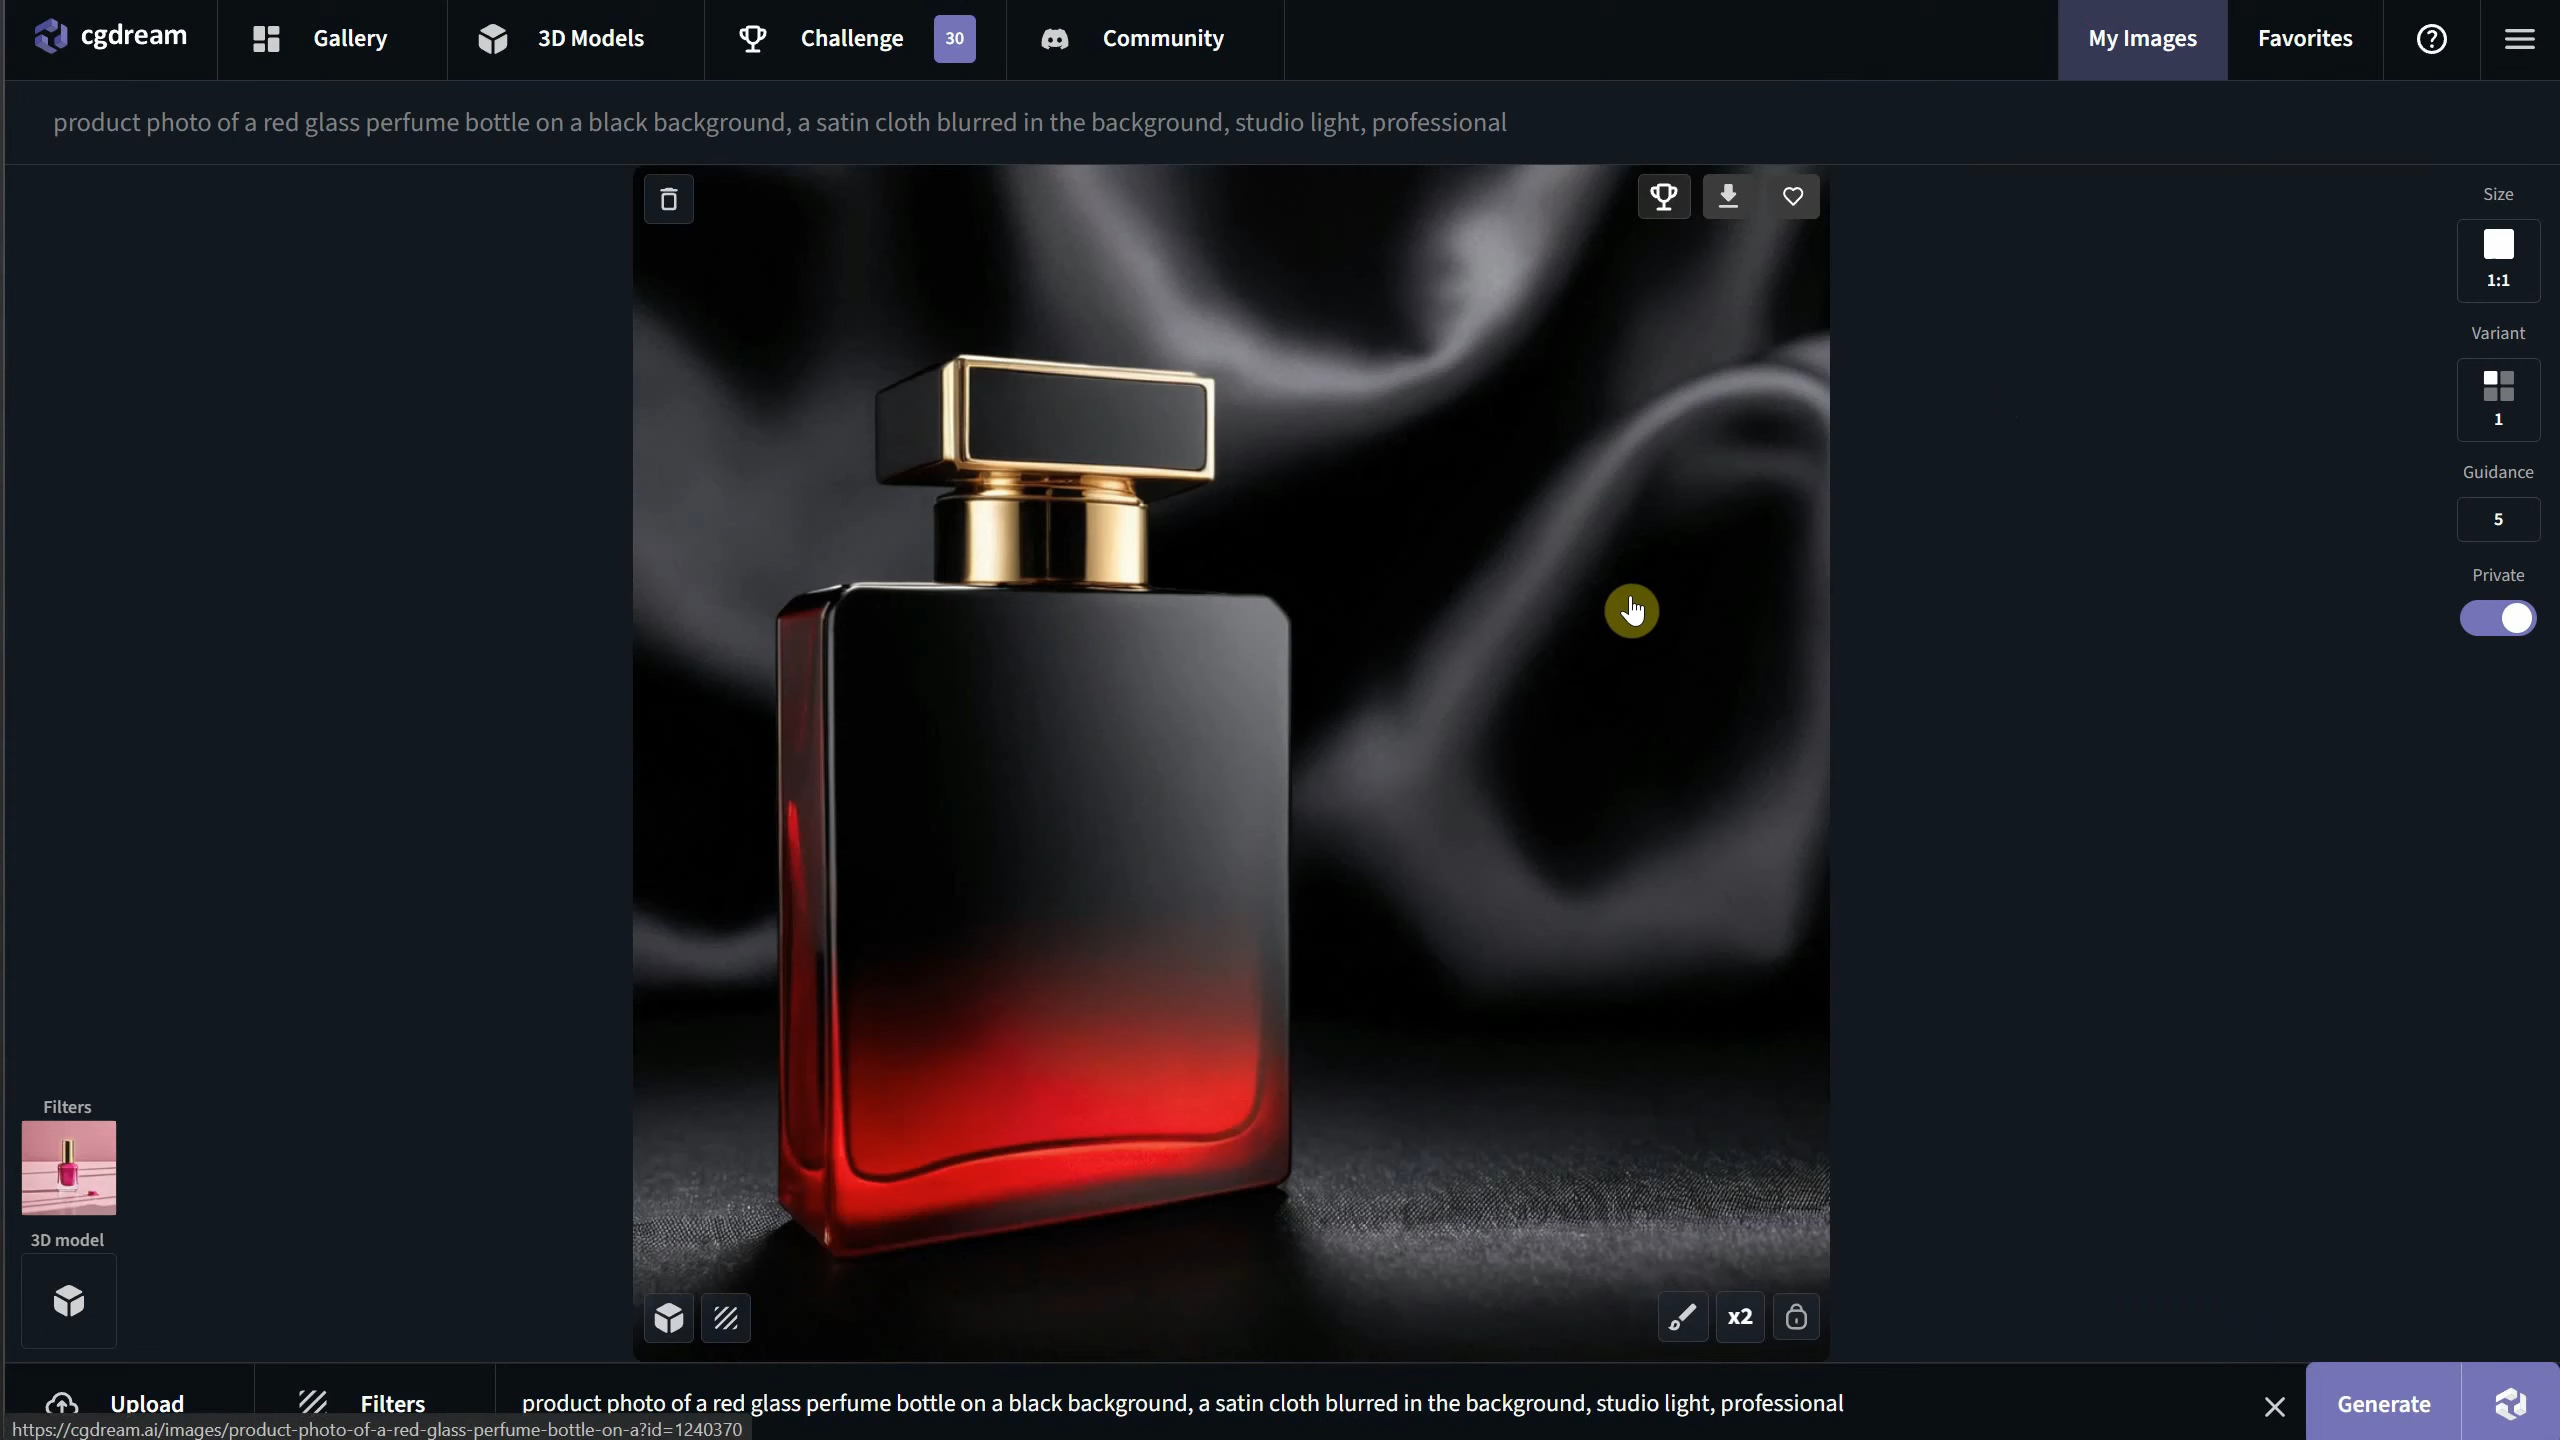 cgdream
Gallery
3D Models
Challenge
30
Community
My Images
Favorites
product photo of a red glass perfume bottle on a black background, a satin cloth blurred in the background, studio light, professional
Size
1:1
Variant
1
Guidance
5
Private
Filters
3D model
x2
Upload
Filters
product photo of a red glass perfume bottle on a black background, a satin cloth blurred in the background, studio light, professional
Generate
https://cgdream.ai/images/product-photo-of-a-red-glass-perfume-bottle-on-a?id=1240370